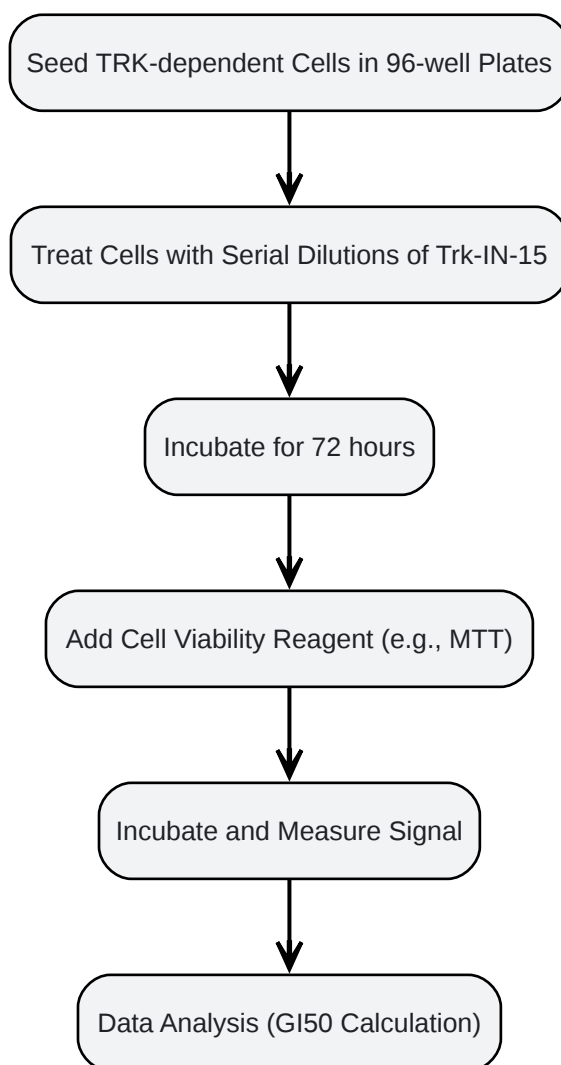 Seed TRK-dependent Cells in 96-well Plates
Treat Cells with Serial Dilutions of Trk-IN-15
Incubate for 72 hours
Add Cell Viability Reagent (e.g., MTT)
Incubate and Measure Signal
Data Analysis (GI50 Calculation)